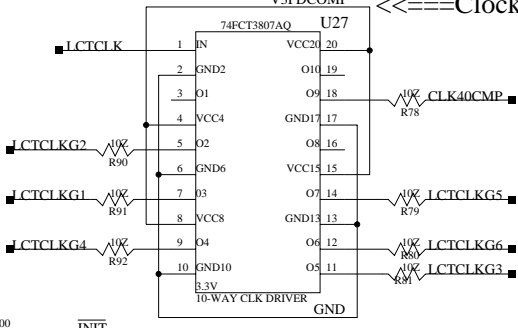 <<===Clock
74FCT3807AQ U27
LCTCLK 1 IN VCC20 20
2 GND2 O10 19
3 O1 O9 18 10Z CLK40CMP
R78
4 VCC4 GND17 17
LCTCLKG2 10Z 5 O2 O8 16
R90
6 GND6 VCC15 15
LCTCLKG1 10Z 7 03 O7 14 10Z LCTCLKG5
R91 R79
8 VCC8 GND13 13
LCTCLKG4 10Z 9 O4 O6 12 10Z LCTCLKG6
R92 R80
10 GND10 O5 11 10Z LCTCLKG3
R81
3.3V
10-WAY CLK DRIVER
GND
00 INIT